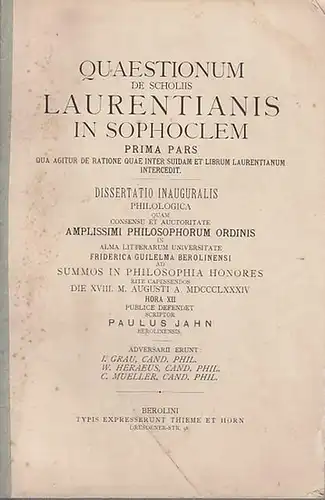 QUAESTIONUM
DE SCHOLIIS
LAURENTIANIS
IN SOPHOCLEM
PRIMA PARS
QUA AGITUR DE RATIONE QUAE INTER SUIDAM ET LIBRUM LAURENTIANUM
INTERCEDIT.
DISSERTATIO INAUGURALIS
PHILOLOGICA
QUAM
CONSENSU ET AUCTORITATE
AMPLISSIMI PHILOSOPHORUM ORDINIS
IN
ALMA LITTERARUM UNIVERSITATE
FRIDERICA GUILELMA BEROLINENSI
AD
SUMMOS IN PHILOSOPHIA HONORES
RITE CAPESSENDOS
DIE XVIII. M. AUGUSTI A. MDCCCLXXXIV
HORA XII
PUBLICE DEFENDET
SCRIPTOR
PAULUS JAHN
BEROLINENSIS.
ADVERSARII ERUNT:
I. GRAU, CAND. PHIL.
W. HERAEUS, CAND. PHIL.
C. MUELLER, CAND. PHIL.
BEROLINI
TYPIS EXPRESSERUNT THIEME ET HORN
DRESDENER-STR.